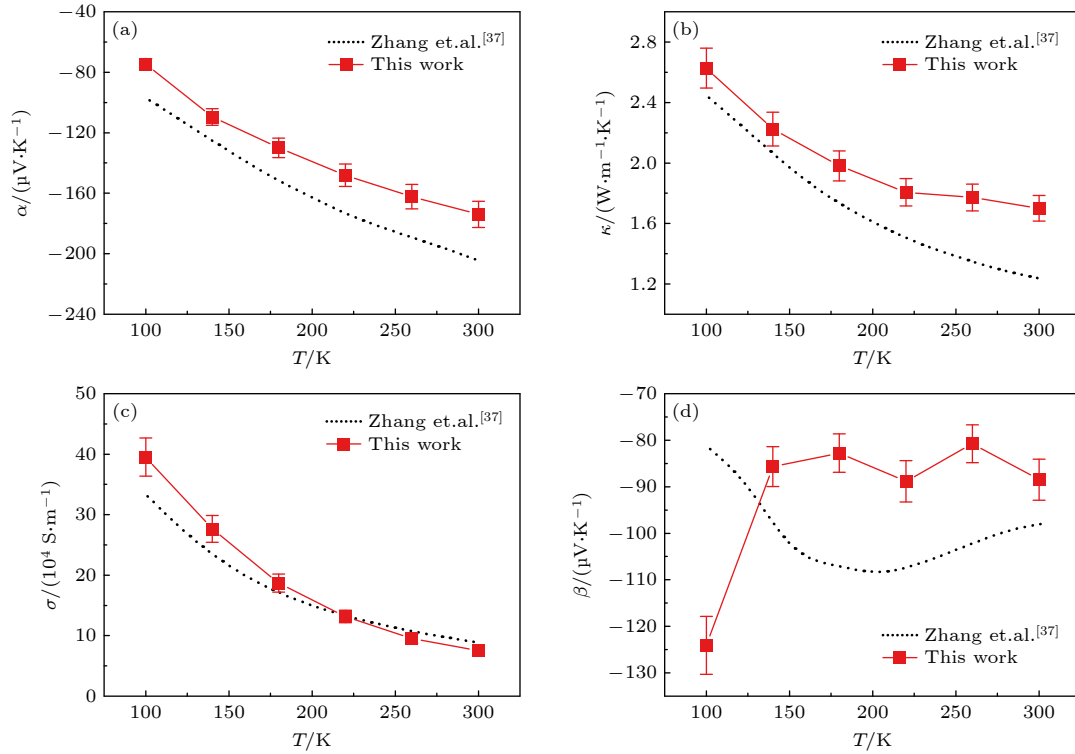 (a)
Zhang et.al.[37]
This work
−40
−80
−120
−160
−200
−240
α/(μV·K−1)
100 150 200 250 300
T/K
(b)
Zhang et.al.[37]
This work
2.8
2.4
2.0
1.6
1.2
κ/(W·m−1·K−1)
100 150 200 250 300
T/K
(c)
Zhang et.al.[37]
This work
50
40
30
20
10
0
σ/(10⁴ S·m−1)
100 150 200 250 300
T/K
(d)
−70
−80
−90
−100
−110
−120
−130
β/(μV·K−1)
Zhang et.al.[37]
This work
100 150 200 250 300
T/K